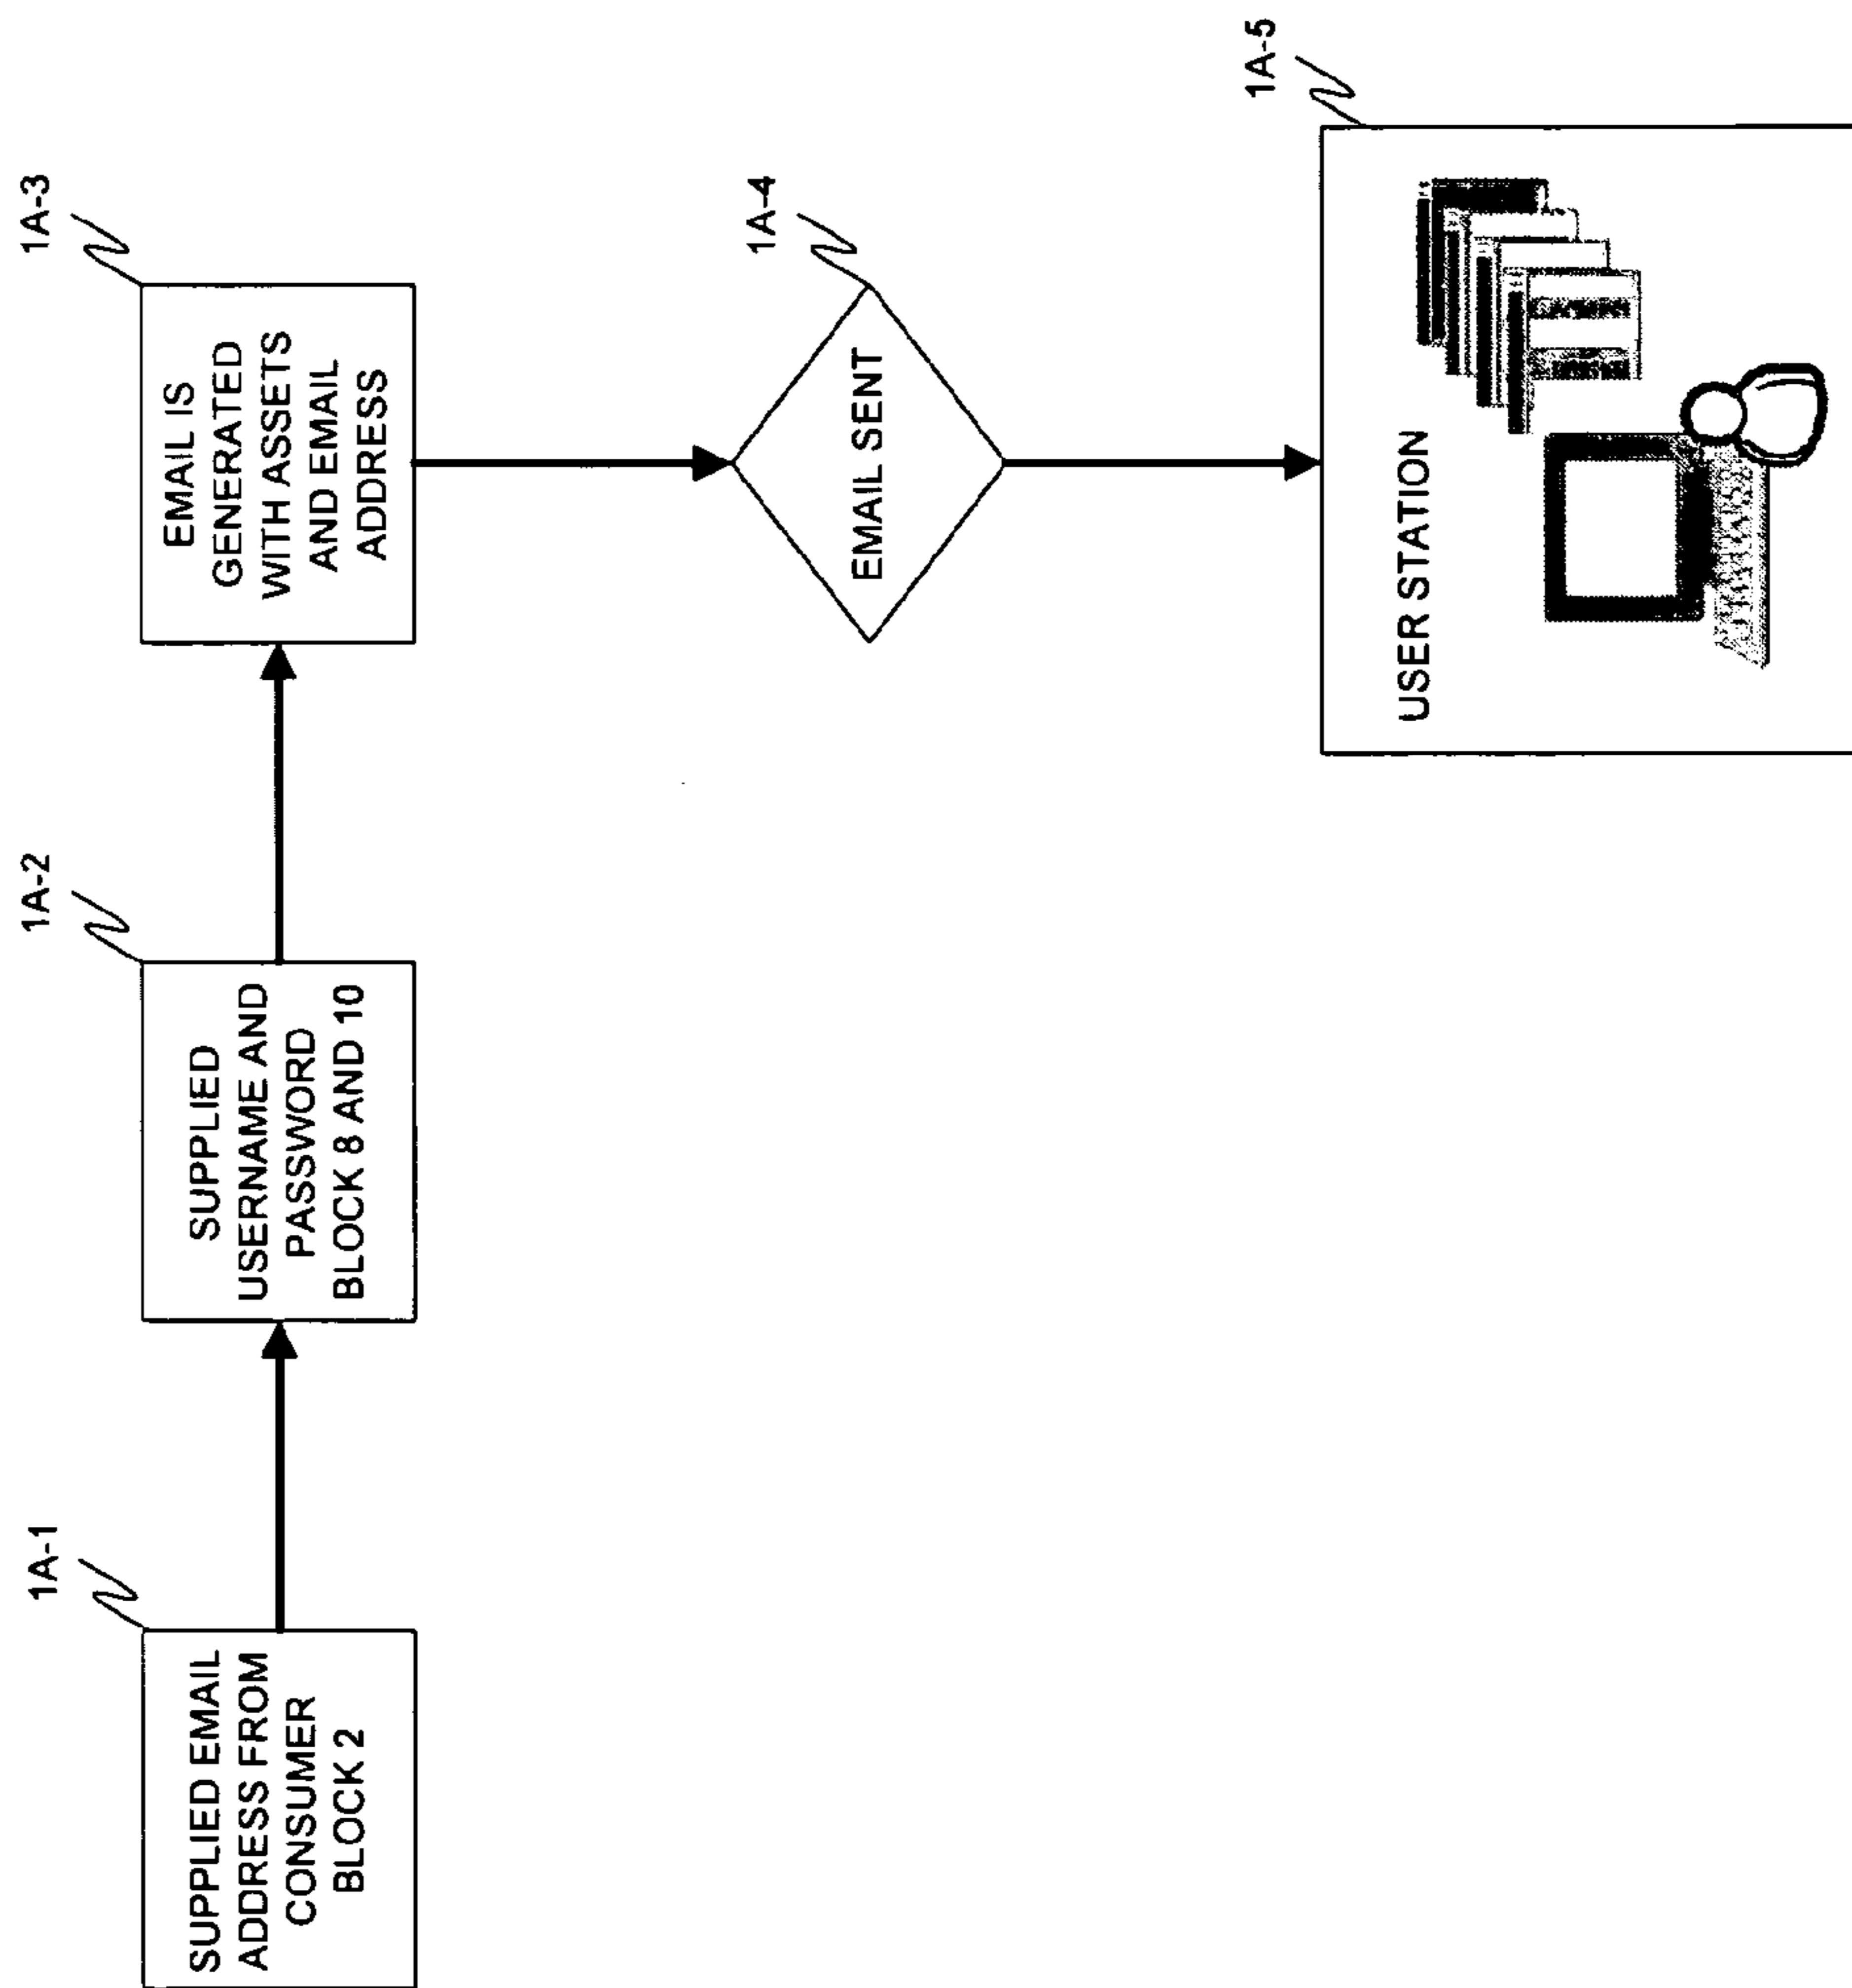 1A-1
SUPPLIED EMAIL
ADDRESS FROM
CONSUMER
BLOCK 2
1A-2
SUPPLIED
USERNAME AND
PASSWORD
BLOCK 8 AND 10
1A-3
EMAIL IS
GENERATED
WITH ASSETS
AND EMAIL
ADDRESS
1A-4
EMAIL SENT
1A-5
USER STATION